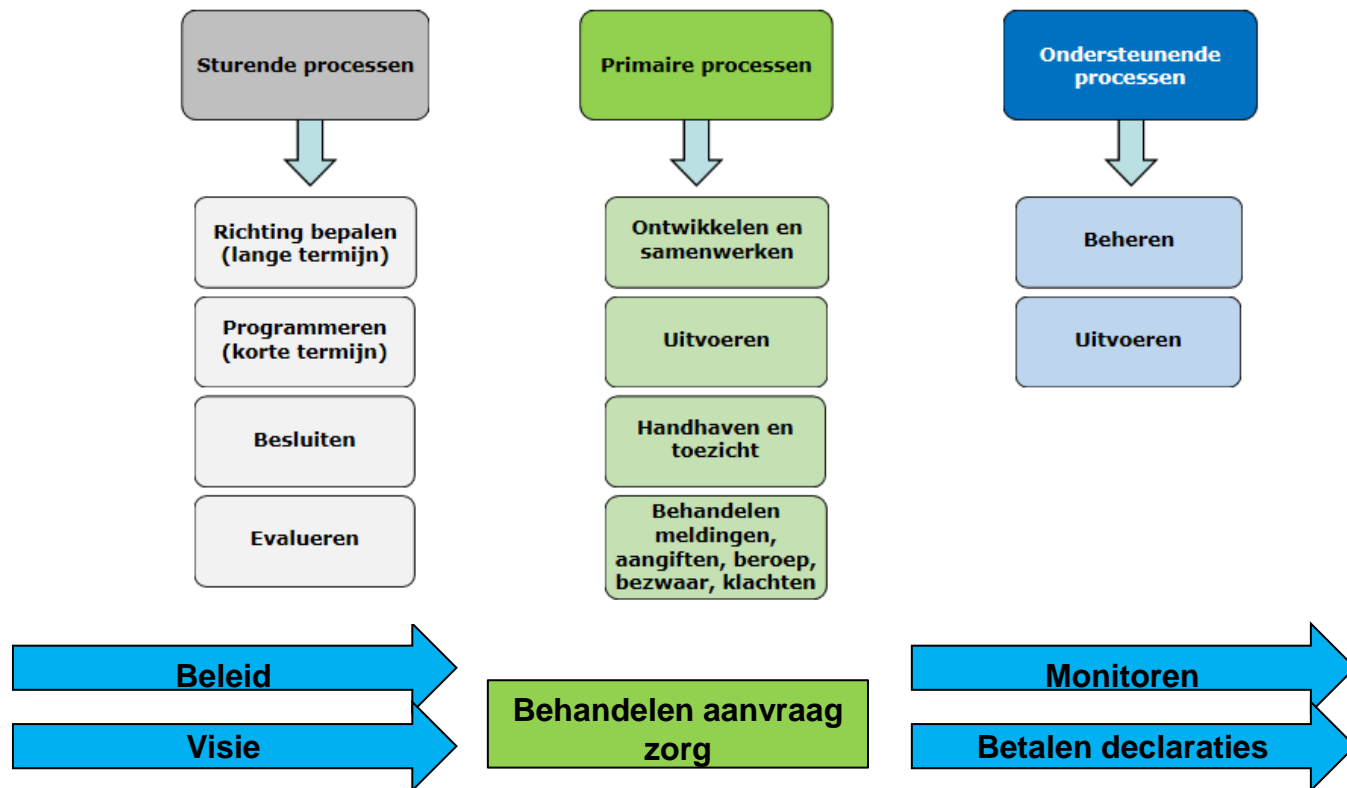 Sturende processen
Primaire processen
Ondersteunende
processen
Richting bepalen
(lange termijn)
Programmeren
(korte termijn)
Besluiten
Evalueren
Ontwikkelen en
samenwerken
Uitvoeren
Handhaven en
toezicht
Behandelen
meldingen,
aangiften, beroep,
bezwaar, klachten
Beheren
Uitvoeren
Beleid
Visie
Behandelen aanvraag
zorg
Monitoren
Betalen declaraties